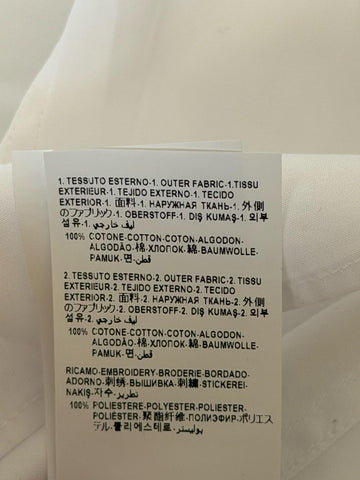 1. TESSUTO ESTERNO-1. OUTER FABRIC-1.TISSU
EXTERIEUR-1. TEJIDO EXTERNO-1. TECIDO
EXTERIOR-1. 面料-1. НАРУЖНАЯ ТКАНЬ-1. 外側
のファブリック-1. OBERSTOFF-1. DIŞ KUMAŞ-1. 외부
섬유-1. ليف خارجي
100% COTONE-COTTON-COTON-ALGODON-
ALGODÃO-棉-ХЛОПОК-綿-BAUMWOLLE-
PAMUK-면-قطن
2. TESSUTO ESTERNO-2. OUTER FABRIC-2. TISSU
EXTERIEUR-2. TEJIDO EXTERNO-2. TECIDO
EXTERIOR-2. 面料-2. НАРУЖНАЯ ТКАНЬ-2. 外側
のファブリック-2. OBERSTOFF-2. DIŞ KUMAŞ-2. 외부
섬유-2. ليف خارجي
100% COTONE-COTTON-COTON-ALGODON-
ALGODÃO-棉-ХЛОПОК-綿-BAUMWOLLE-
PAMUK-면-قطن
RICAMO-EMBROIDERY-BRODERIE-BORDADO-
ADORNO-刺绣-ВЫШИВКА-刺繍-STICKEREI-
NAKIŞ-자수-تطريز
100% POLIESTERE-POLYESTER-POLIESTER-
POLIÉSTER-聚酯纤维-ПОЛИЭФИР-ポリエス
テル-폴리에스테르-بوليستر